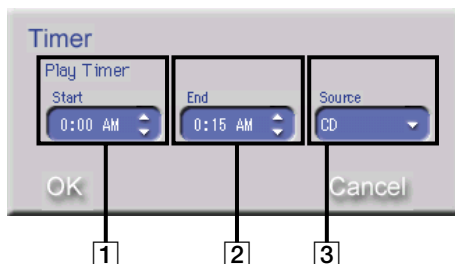 Timer
Play Timer
Start
End
Source
0:00 AM
0:15 AM
CD
OK
Cancel
1
2
3